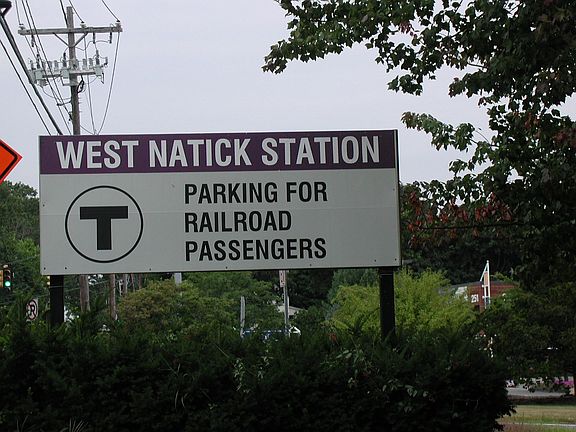 WEST NATICK STATION
T
PARKING FOR
RAILROAD
PASSENGERS